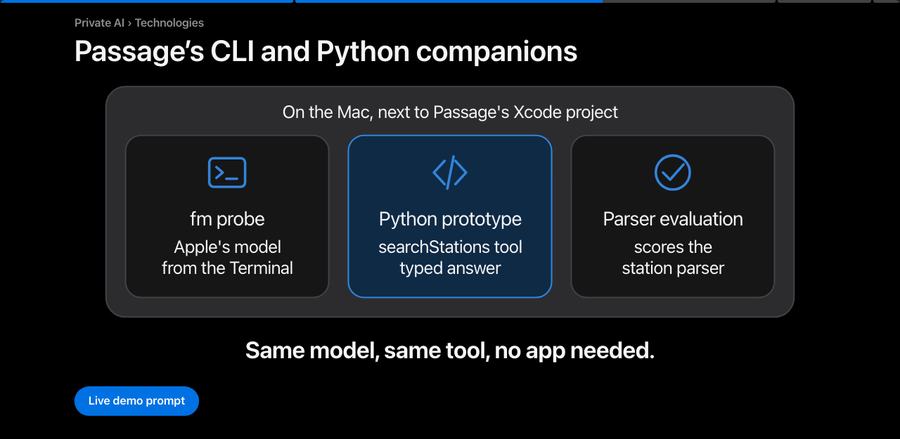 Private AI › Technologies
Passage’s CLI and Python companions
On the Mac, next to Passage's Xcode project
fm probe
Apple's model
from the Terminal
Python prototype
searchStations tool
typed answer
Parser evaluation
scores the
station parser
Same model, same tool, no app needed.
Live demo prompt